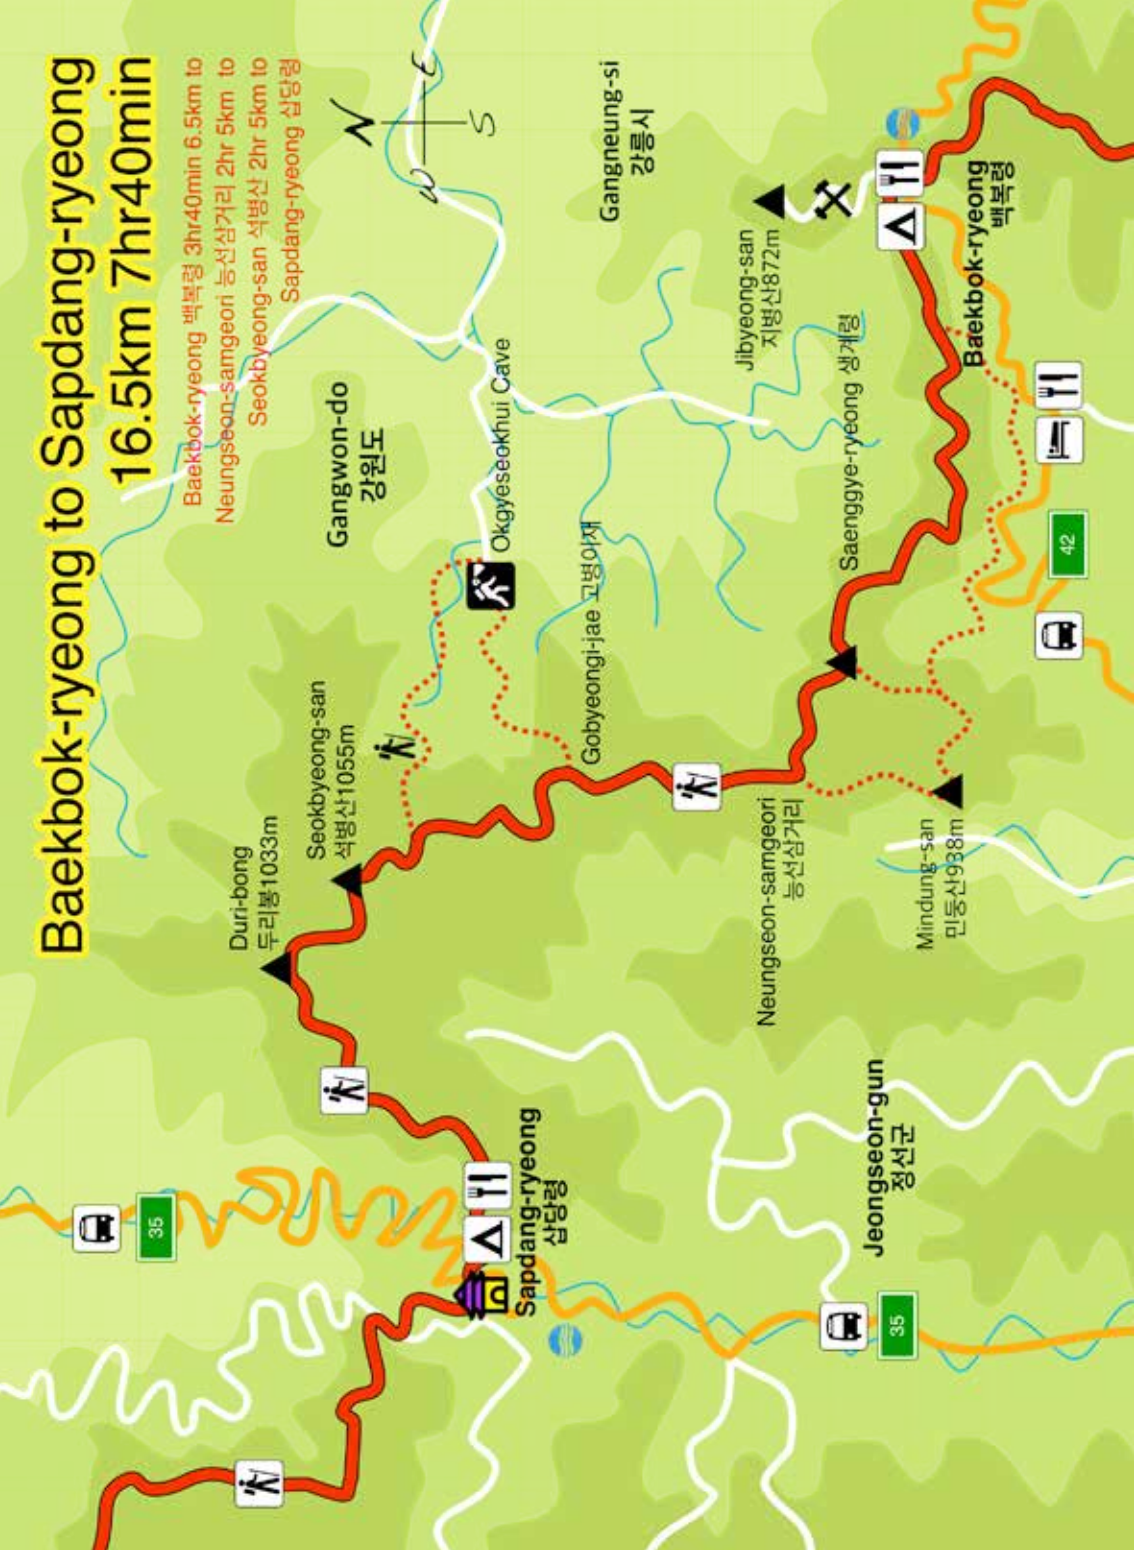 Baekbok-ryeong to Sapdang-ryeong
16.5km 7hr40min
Baekbok-ryeong 백복령 3hr40min 6.5km to
Neungseon-samgeori 능선삼거리 2hr 5km to
Seokbyeong-san 석병산 2hr 5km to
Sapdang-ryeong 삽당령
N
E
S
W
Gangneung-si
강릉시
Gangwon-do
강원도
Okgyeseokhui Cave
Jibyeong-san
지병산872m
Baekbok-ryeong
백복령
Saenggye-ryeong 생계령
42
Gobyeongi-jae 고병이재
Seokbyeong-san
석병산1055m
Duri-bong
두리봉1033m
Neungseon-samgeori
능선삼거리
Mindung-san
민둥산938m
35
Sapdang-ryeong
삽당령
Jeongseon-gun
정선군
35